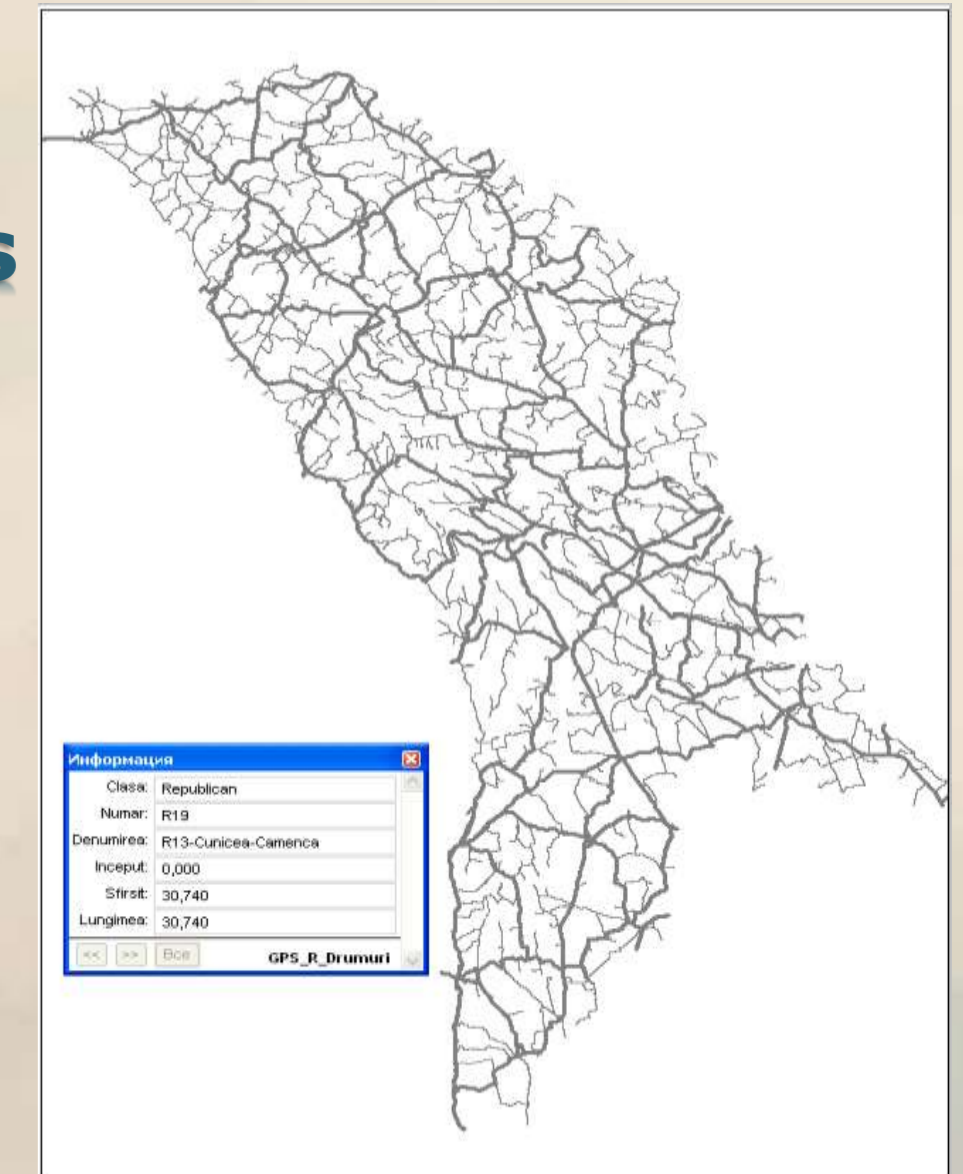 s
Информация
Clasa: Republican
Numar: R19
Denumirea: R13-Cunicea-Camenca
Inceput: 0,000
Sfirsit: 30,740
Lungimea: 30,740
<< >> Все GPS_R_Drumuri